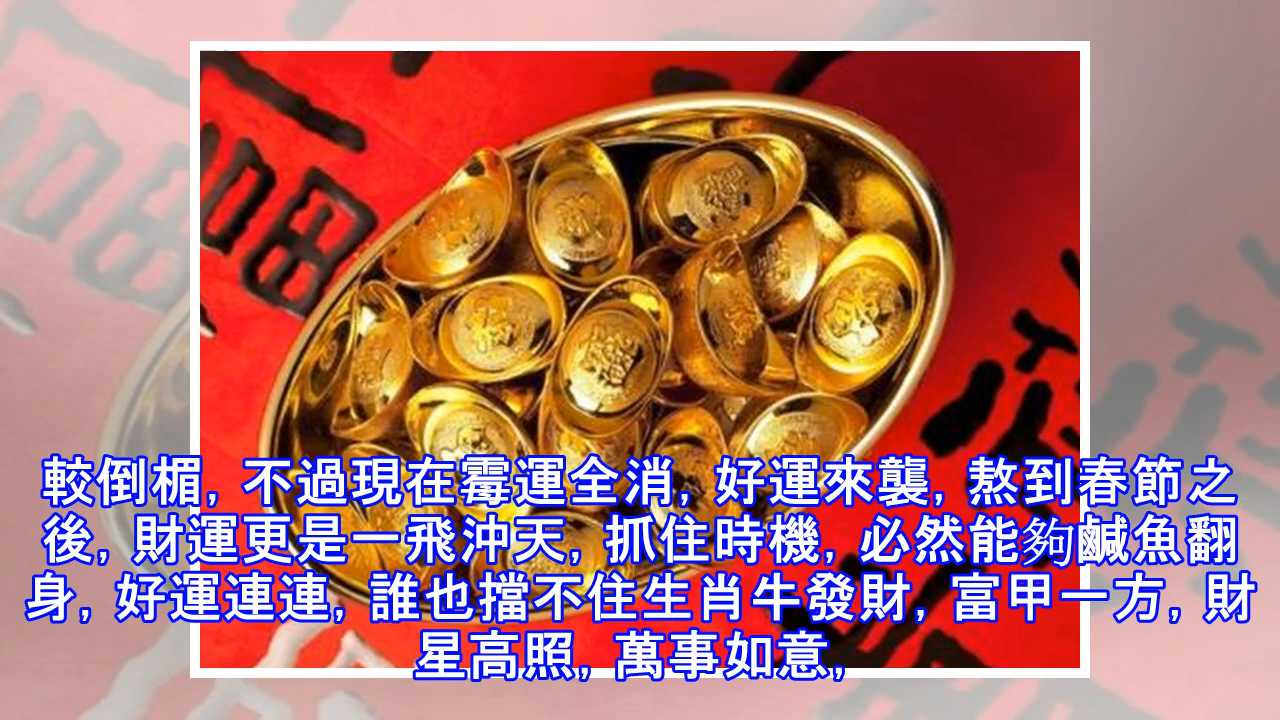 較倒楣, 不過現在霉運全消, 好運來襲, 熬到春節之
後, 財運更是一飛沖天, 抓住時機, 必然能夠鹹魚翻
身, 好運連連, 誰也擋不住生肖牛發財, 富甲一方, 財
星高照, 萬事如意,